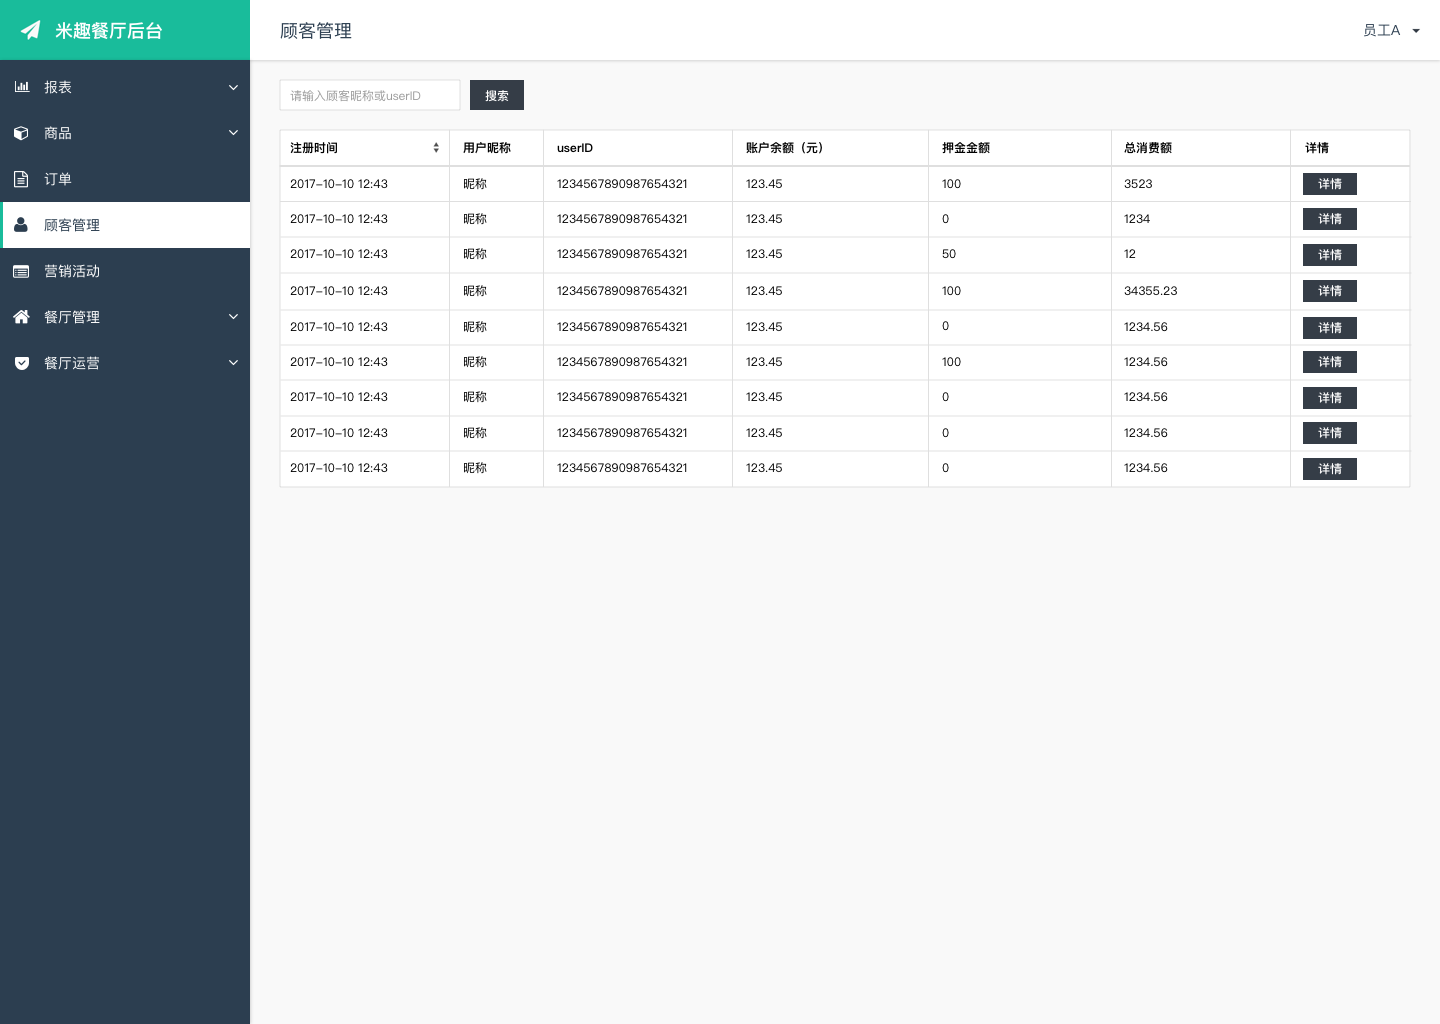 米趣餐厅后台
顾客管理
员工A
报表
商品
订单
顾客管理
营销活动
餐厅管理
餐厅运营
请输入顾客昵称或userID 搜索
注册时间 用户昵称 userID 账户余额（元） 押金金额 总消费额 详情
2017-10-10 12:43 昵称 1234567890987654321 123.45 100 3523 详情
2017-10-10 12:43 昵称 1234567890987654321 123.45 0 1234 详情
2017-10-10 12:43 昵称 1234567890987654321 123.45 50 12 详情
2017-10-10 12:43 昵称 1234567890987654321 123.45 100 34355.23 详情
2017-10-10 12:43 昵称 1234567890987654321 123.45 0 1234.56 详情
2017-10-10 12:43 昵称 1234567890987654321 123.45 100 1234.56 详情
2017-10-10 12:43 昵称 1234567890987654321 123.45 0 1234.56 详情
2017-10-10 12:43 昵称 1234567890987654321 123.45 0 1234.56 详情
2017-10-10 12:43 昵称 1234567890987654321 123.45 0 1234.56 详情